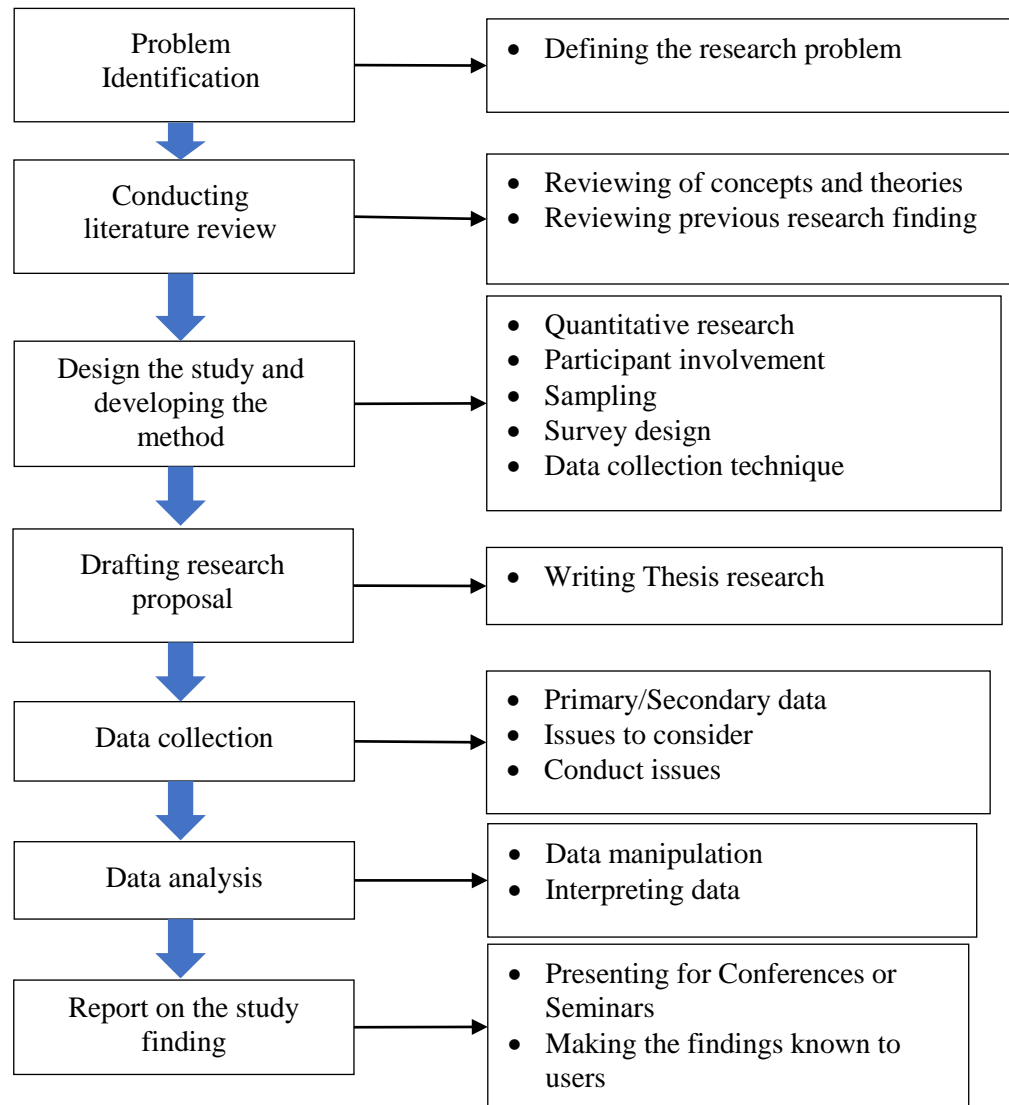 Problem
Identification
• Defining the research problem
Conducting
literature review
• Reviewing of concepts and theories
• Reviewing previous research finding
Design the study and
developing the
method
• Quantitative research
• Participant involvement
• Sampling
• Survey design
• Data collection technique
Drafting research
proposal
• Writing Thesis research
Data collection
• Primary/Secondary data
• Issues to consider
• Conduct issues
Data analysis
• Data manipulation
• Interpreting data
Report on the study
finding
• Presenting for Conferences or
Seminars
• Making the findings known to
users